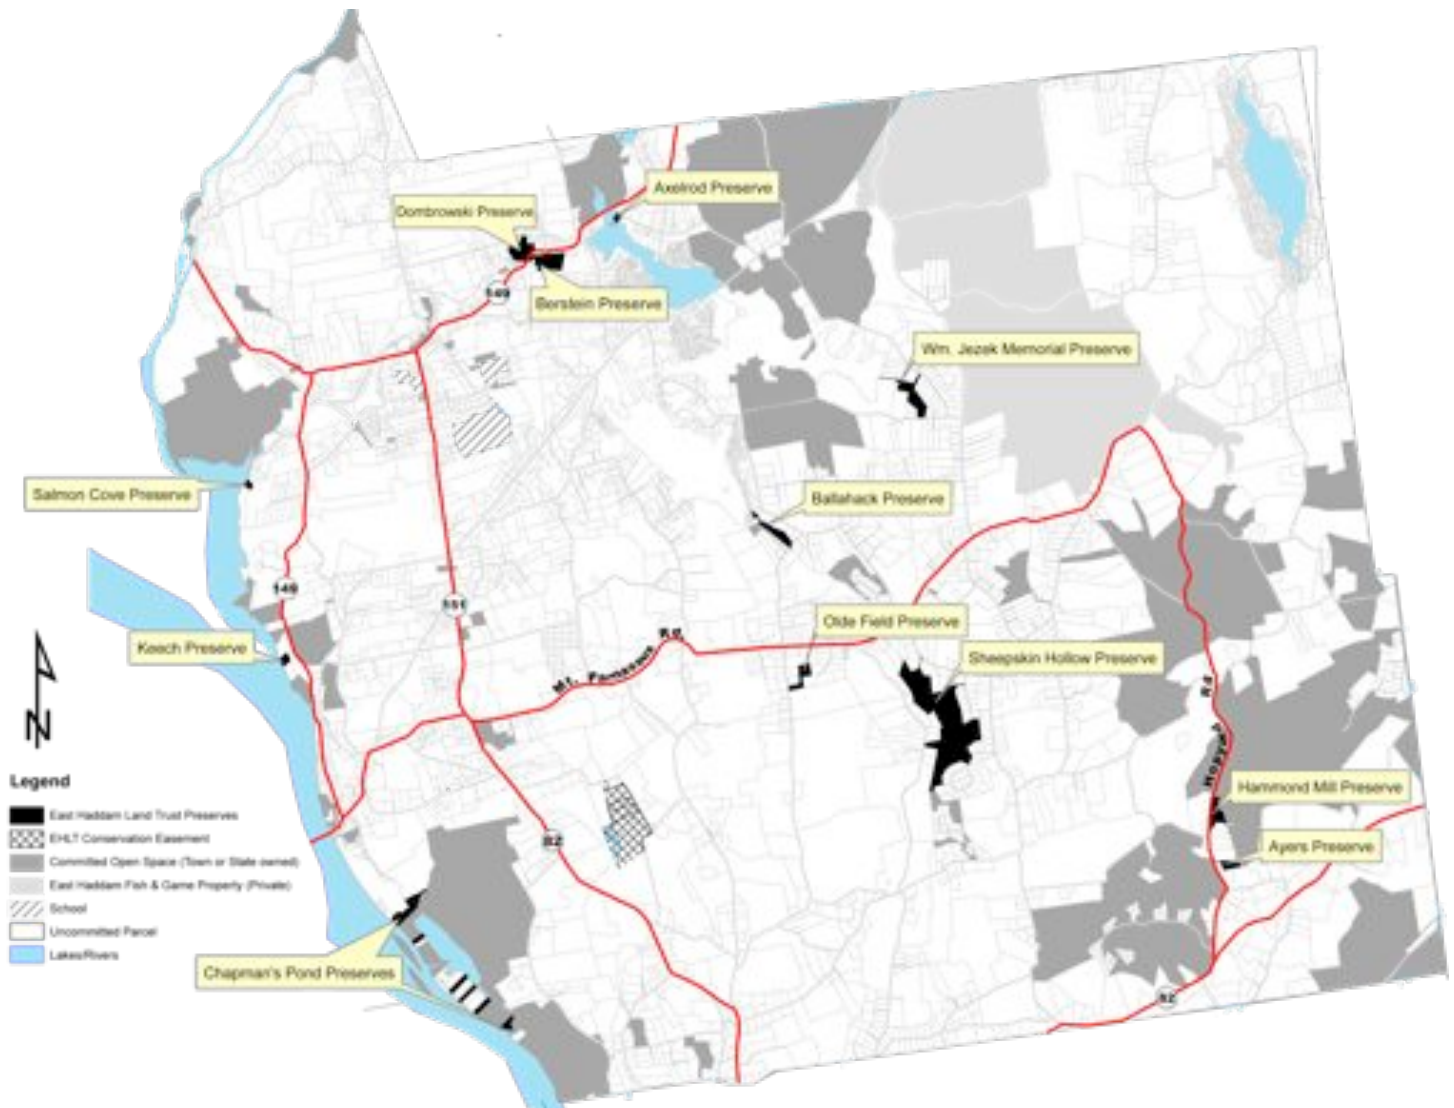 Axelrod Preserve
Dombrowski Preserve
149
Berstein Preserve
Wm. Jezek Memorial Preserve
Salmon Cove Preserve
Ballahack Preserve
149
151
Olde Field Preserve
Keech Preserve
Mt. Parnassus Rd
Sheepskin Hollow Preserve
Hopyard Rd
N
Legend
East Haddam Land Trust Preserves
EHLT Conservation Easement
Committed Open Space (Town or State owned)
East Haddam Fish & Game Property (Private)
School
Uncommitted Parcel
Lakes/Rivers
Hammond Mill Preserve
82
Ayers Preserve
Chapman's Pond Preserves
82